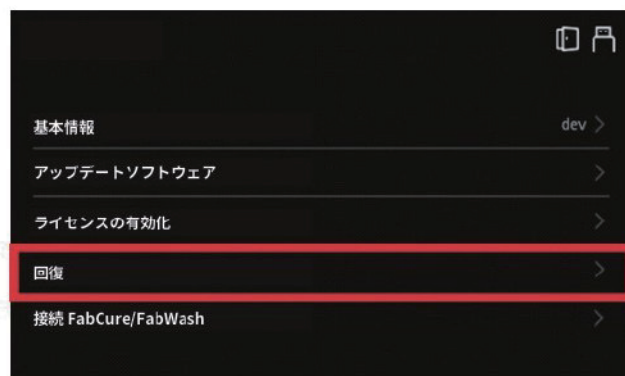 基本情報 dev
アップデートソフトウェア
ライセンスの有効化
回復
接続 FabCure/FabWash